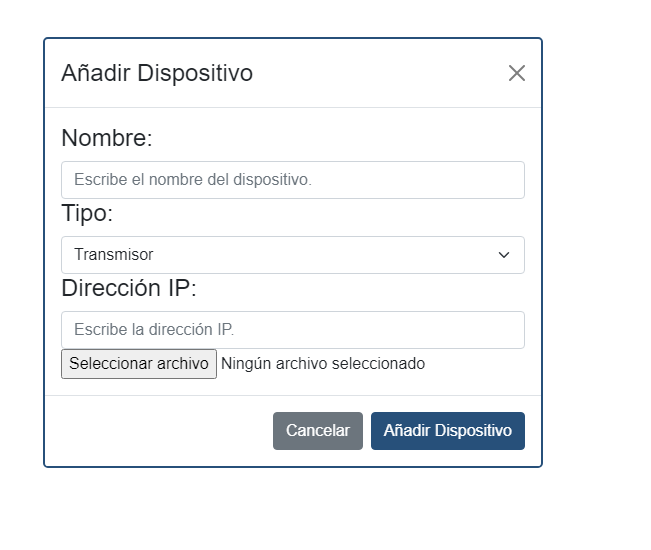 Añadir Dispositivo
Nombre:
Escribe el nombre del dispositivo.
Tipo:
Transmisor
Dirección IP:
Escribe la dirección IP.
Seleccionar archivo Ningún archivo seleccionado
Cancelar Añadir Dispositivo